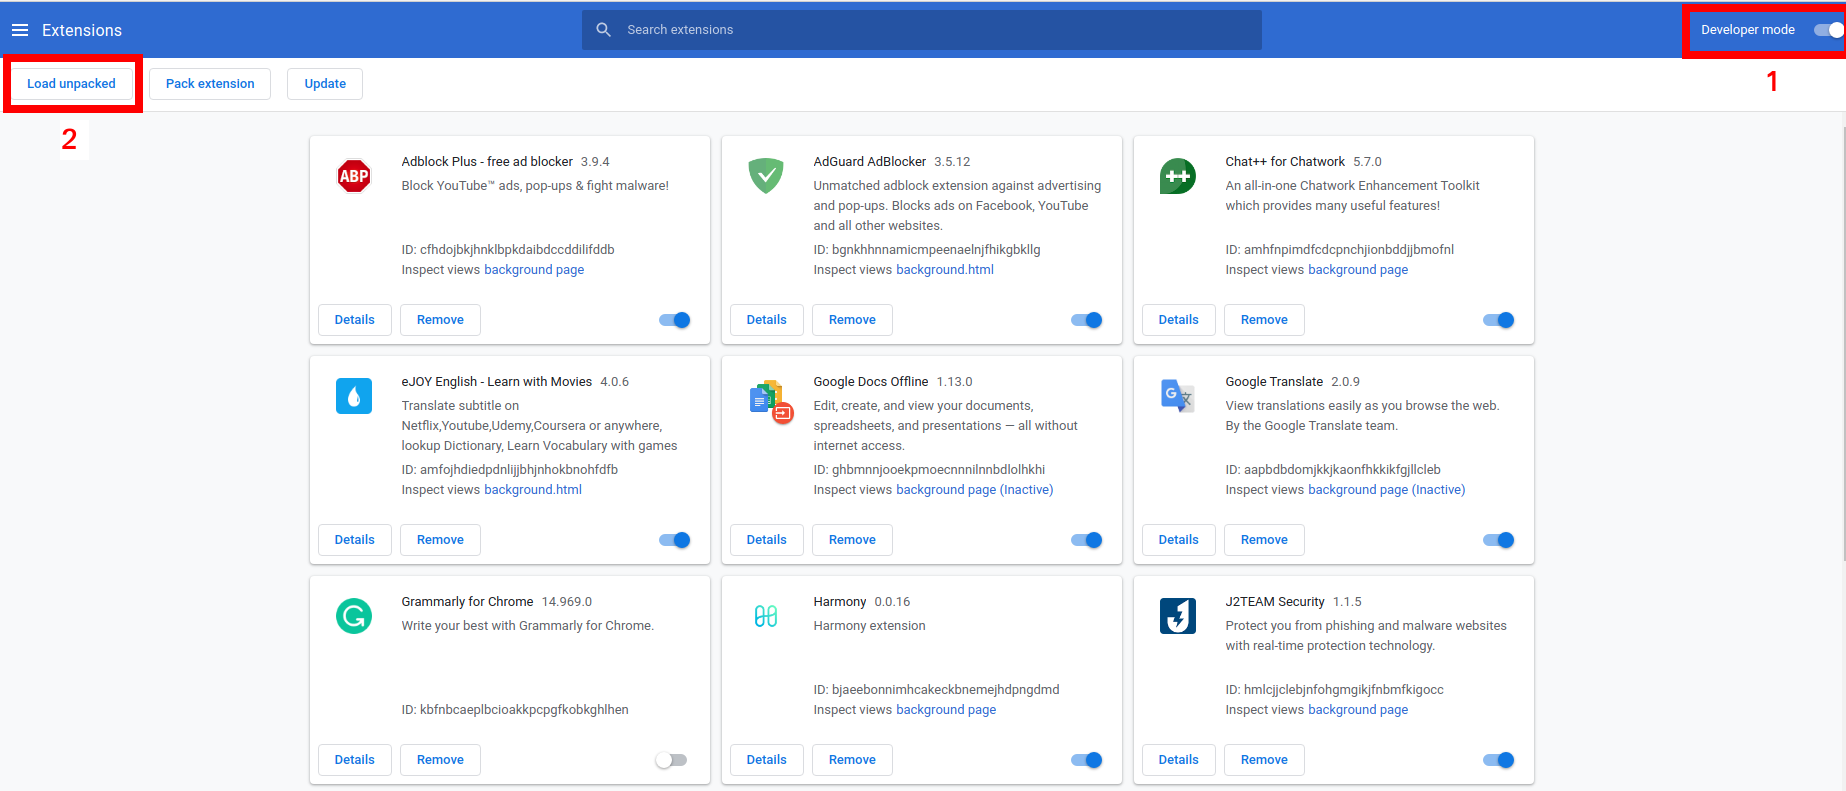 Extensions
Search extensions
Developer mode
Load unpacked
Pack extension
Update
1
2
ABP
Adblock Plus - free ad blocker 3.9.4
Block YouTube™ ads, pop-ups & fight malware!
ID: cfhdojbkjhnklbpkdaibdccddilifddb
Inspect views background page
Details
Remove
AdGuard AdBlocker 3.5.12
Unmatched adblock extension against advertising
and pop-ups. Blocks ads on Facebook, YouTube
and all other websites.
ID: bgnkhhnnamicmpeenaelnjfhikgbkllg
Inspect views background.html
Details
Remove
++
Chat++ for Chatwork 5.7.0
An all-in-one Chatwork Enhancement Toolkit
which provides many useful features!
ID: amhfnpimdfcdcpnchjionbddjjbmofnl
Inspect views background page
Details
Remove
eJOY English - Learn with Movies 4.0.6
Translate subtitle on
Netflix,Youtube,Udemy,Coursera or anywhere,
lookup Dictionary, Learn Vocabulary with games
ID: amfojhdiedpdnlijjbhjnhokbnohfdfb
Inspect views background.html
Details
Remove
Google Docs Offline 1.13.0
Edit, create, and view your documents,
spreadsheets, and presentations — all without
internet access.
ID: ghbmnnjooekpmoecnnnilnnbdlolhkhi
Inspect views background page (Inactive)
Details
Remove
G 文
Google Translate 2.0.9
View translations easily as you browse the web.
By the Google Translate team.
ID: aapbdbdomjkkjkaonfhkkikfgjllcleb
Inspect views background page (Inactive)
Details
Remove
G
Grammarly for Chrome 14.969.0
Write your best with Grammarly for Chrome.
ID: kbfnbcaeplbcioakkpcpgfkobkghlhen
Details
Remove
Harmony 0.0.16
Harmony extension
ID: bjaeebonnimhcakeckbnemejhdpngdmd
Inspect views background page
Details
Remove
J
J2TEAM Security 1.1.5
Protect you from phishing and malware websites
with real-time protection technology.
ID: hmlcjjclebjnfohgmgikjfnbmfkigocc
Inspect views background page
Details
Remove